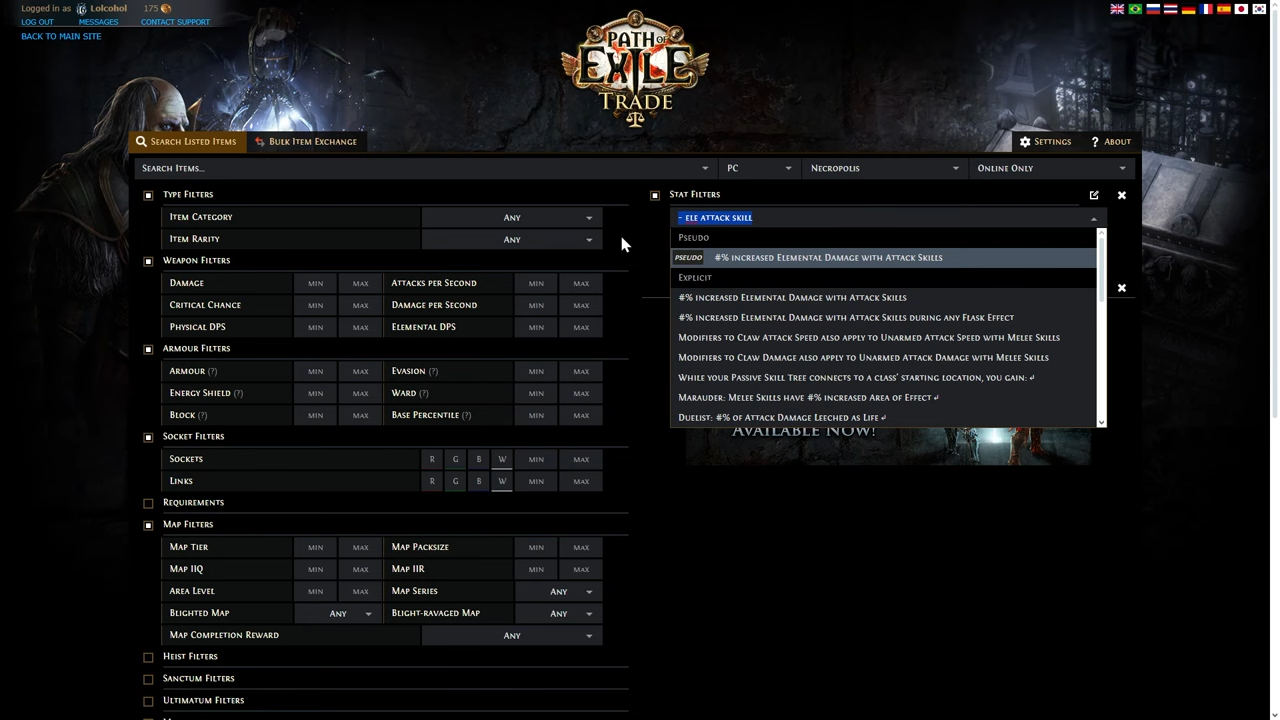 Logged in as Lolcohol 175
LOG OUT MESSAGES CONTACT SUPPORT
BACK TO MAIN SITE
PATH OF
EXILE
TRADE
Search Listed Items Bulk Item Exchange Settings ? About
Search Items... PC Necropolis Online Only
Type Filters
Item Category Any
Item Rarity Any
Weapon Filters
Damage MIN MAX Attacks per Second MIN MAX
Critical Chance MIN MAX Damage per Second MIN MAX
Physical DPS MIN MAX Elemental DPS MIN MAX
Armour Filters
Armour (?) MIN MAX Evasion (?) MIN MAX
Energy Shield (?) MIN MAX Ward (?) MIN MAX
Block (?) MIN MAX Base Percentile (?) MIN MAX
Socket Filters
Sockets R G B W MIN MAX
Links R G B W MIN MAX
Requirements
Map Filters
Map Tier MIN MAX Map Packsize MIN MAX
Map IIQ MIN MAX Map IIR MIN MAX
Area Level MIN MAX Map Series Any
Blighted Map Any Blight-ravaged Map Any
Map Completion Reward Any
Heist Filters
Sanctum Filters
Ultimatum Filters
Stat Filters
~ ele attack skill
Pseudo
PSEUDO #% increased Elemental Damage with Attack Skills
Explicit
#% increased Elemental Damage with Attack Skills
#% increased Elemental Damage with Attack Skills during any Flask Effect
Modifiers to Claw Attack Speed also apply to Unarmed Attack Speed with Melee Skills
Modifiers to Claw Damage also apply to Unarmed Attack Damage with Melee Skills
While your Passive Skill Tree connects to a class' starting location, you gain: ↲
Marauder: Melee Skills have #% increased Area of Effect ↲
Duelist: #% of Attack Damage Leeched as Life ↲
AVAILABLE NOW!